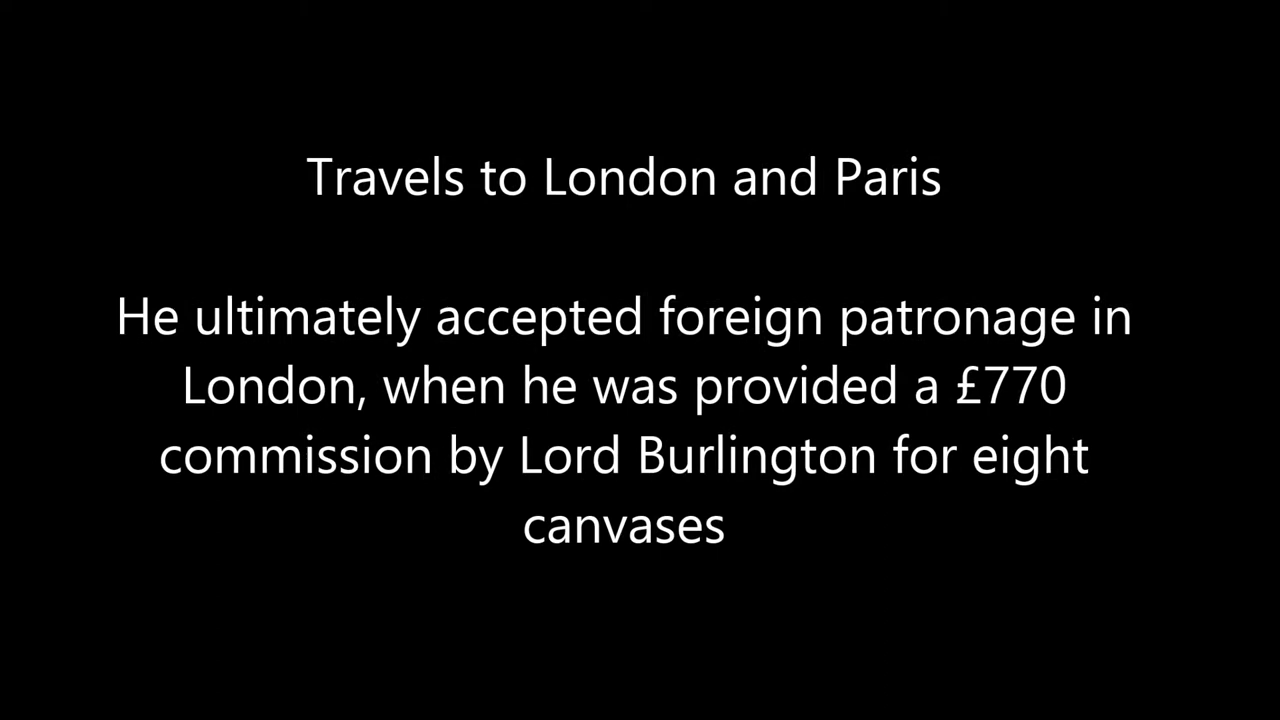 Travels to London and Paris
He ultimately accepted foreign patronage in
London, when he was provided a £770
commission by Lord Burlington for eight
canvases